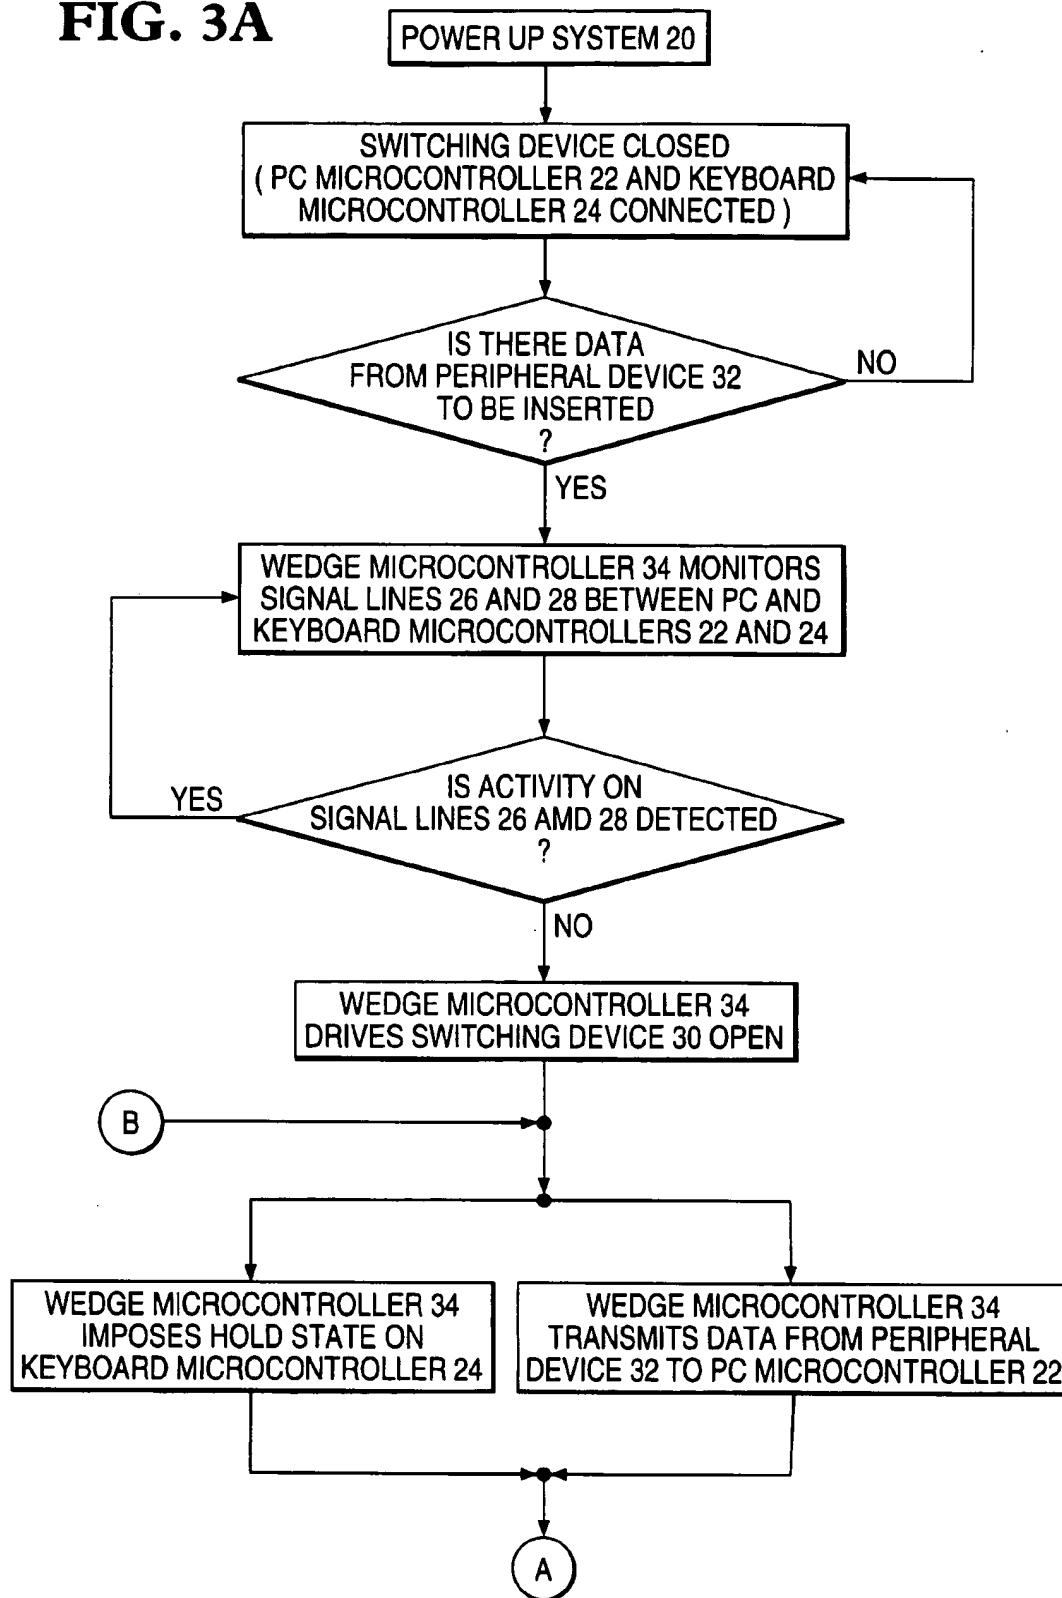 FIG. 3A
POWER UP SYSTEM 20
SWITCHING DEVICE CLOSED
( PC MICROCONTROLLER 22 AND KEYBOARD
MICROCONTROLLER 24 CONNECTED )
IS THERE DATA
FROM PERIPHERAL DEVICE 32
TO BE INSERTED
?
NO
YES
WEDGE MICROCONTROLLER 34 MONITORS
SIGNAL LINES 26 AND 28 BETWEEN PC AND
KEYBOARD MICROCONTROLLERS 22 AND 24
IS ACTIVITY ON
SIGNAL LINES 26 AMD 28 DETECTED
?
YES
NO
WEDGE MICROCONTROLLER 34
DRIVES SWITCHING DEVICE 30 OPEN
B
WEDGE MICROCONTROLLER 34
IMPOSES HOLD STATE ON
KEYBOARD MICROCONTROLLER 24
WEDGE MICROCONTROLLER 34
TRANSMITS DATA FROM PERIPHERAL
DEVICE 32 TO PC MICROCONTROLLER 22
A